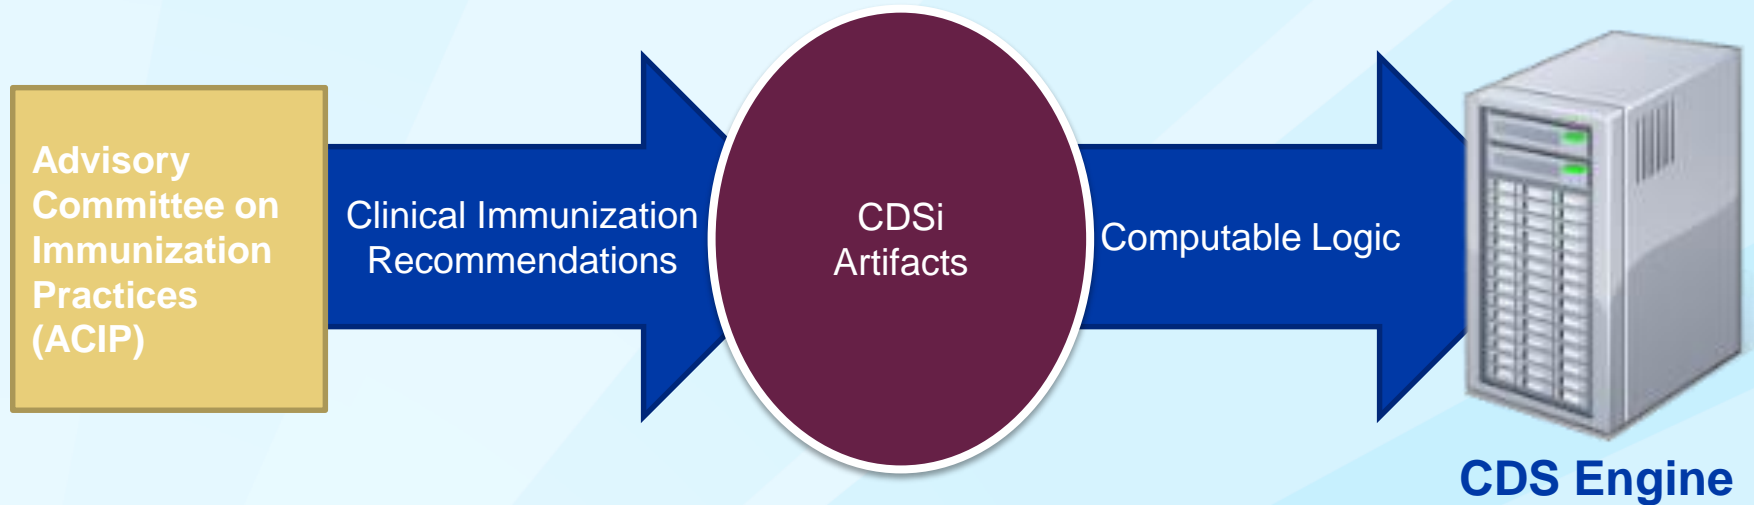 Advisory
Committee on
Immunization
Practices
(ACIP)
Clinical Immunization
Recommendations
CDSi
Artifacts
Computable Logic
CDS Engine